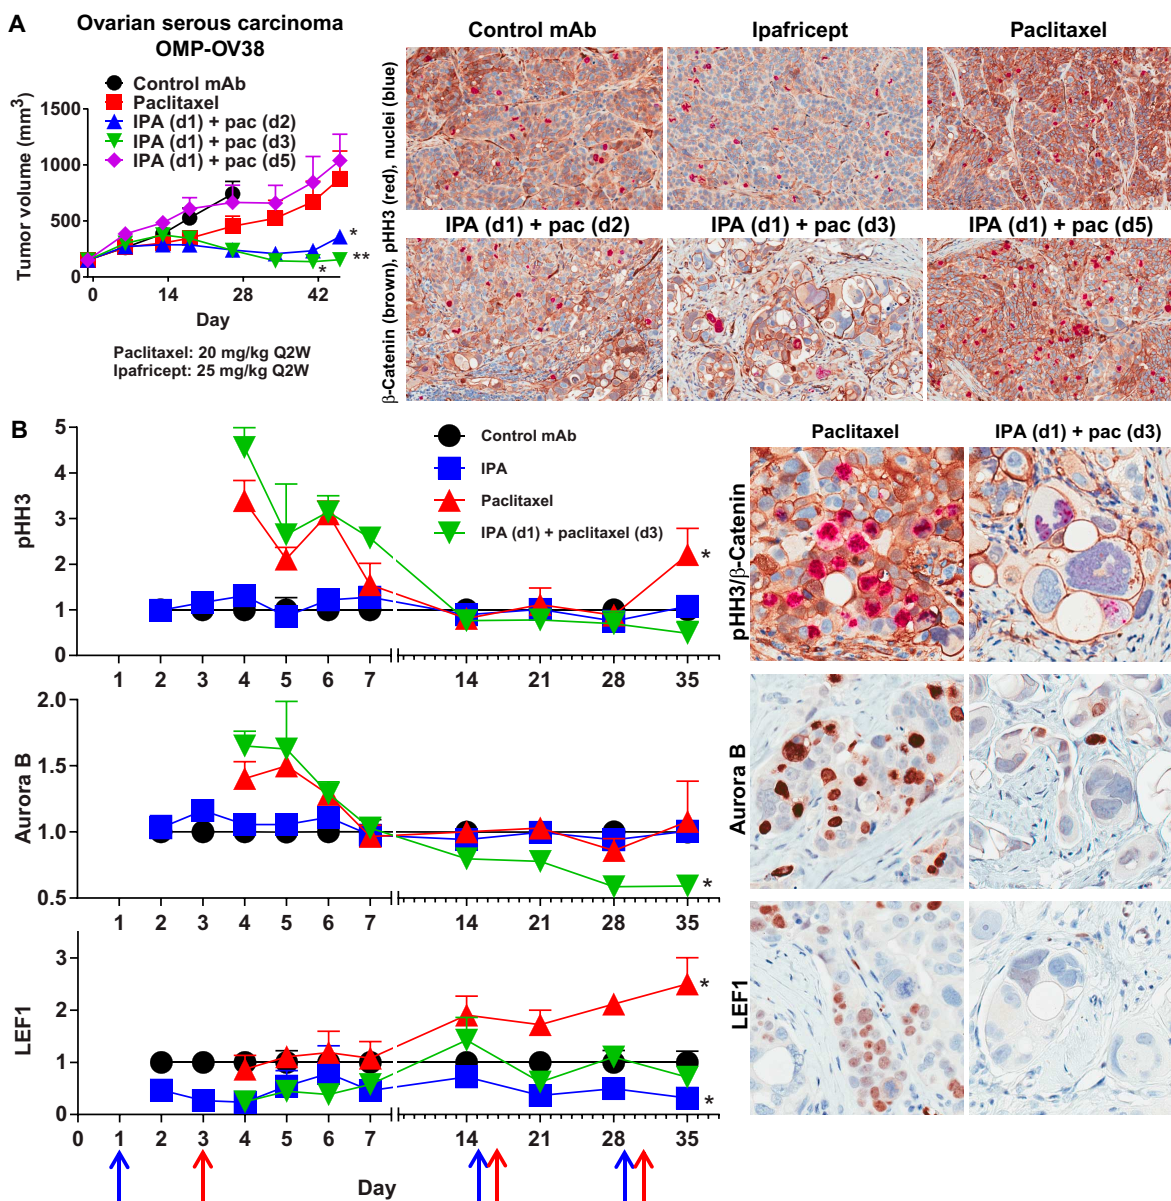 A
Ovarian serous carcinoma
OMP-OV38
Control mAb
Paclitaxel
IPA (d1) + pac (d2)
IPA (d1) + pac (d3)
IPA (d1) + pac (d5)
Tumor volume (mm3)
1500
1000
500
0
*
**
*
0 14 28 42
Day
Paclitaxel: 20 mg/kg Q2W
Ipafricept: 25 mg/kg Q2W
β-Catenin (brown), pHH3 (red), nuclei (blue)
Control mAb Ipafricept Paclitaxel
IPA (d1) + pac (d2) IPA (d1) + pac (d3) IPA (d1) + pac (d5)
B
pHH3
5
4
3
2
1
0
Control mAb
IPA
Paclitaxel
IPA (d1) + paclitaxel (d3)
*
1 2 3 4 5 6 7 14 21 28 35
Aurora B
2.0
1.5
1.0
0.5
*
1 2 3 4 5 6 7 14 21 28 35
LEF1
3
2
1
0
*
*
0 1 2 3 4 5 6 7 14 21 28 35
Day
Paclitaxel IPA (d1) + pac (d3)
pHH3/β-Catenin
Aurora B
LEF1